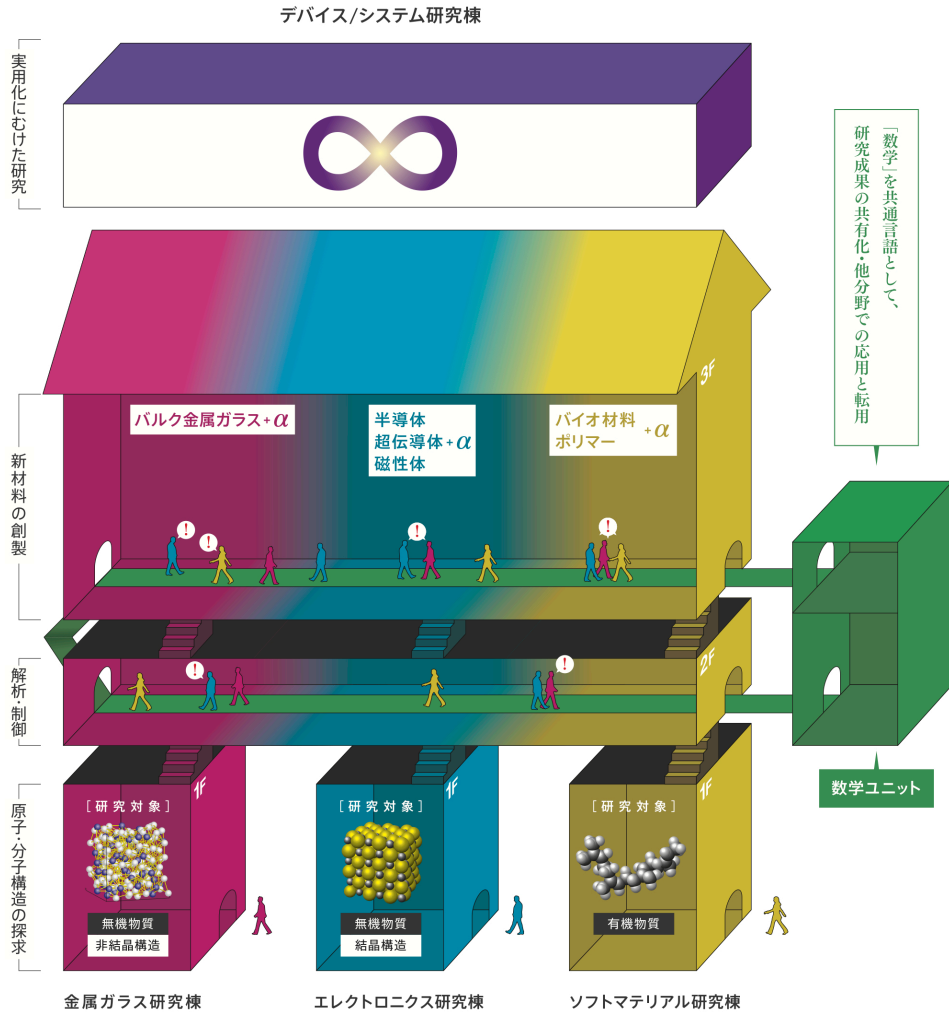 デバイス/システム研究棟
実用化にむけた研究
「数学」を共通言語として、
研究成果の共有化・他分野での応用と転用
3F
バルク金属ガラス+α
半導体
超伝導体+α
磁性体
バイオ材料
ポリマー
+α
新材料の創製
!
!
!
!
2F
解析・制御
!
!
数学ユニット
1F
1F
1F
原子・分子構造の探求
[研究対象]
無機物質
非結晶構造
[研究対象]
無機物質
結晶構造
[研究対象]
有機物質
金属ガラス研究棟
エレクトロニクス研究棟
ソフトマテリアル研究棟